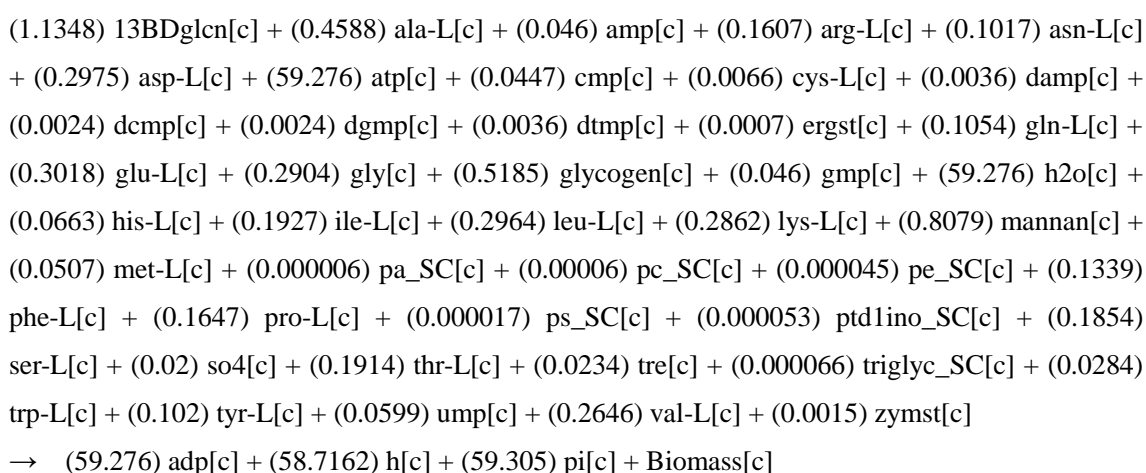 (1.1348) 13BDglcn[c] + (0.4588) ala-L[c] + (0.046) amp[c] + (0.1607) arg-L[c] + (0.1017) asn-L[c]
+ (0.2975) asp-L[c] + (59.276) atp[c] + (0.0447) cmp[c] + (0.0066) cys-L[c] + (0.0036) damp[c] +
(0.0024) dcmp[c] + (0.0024) dgmp[c] + (0.0036) dtmp[c] + (0.0007) ergst[c] + (0.1054) gln-L[c] +
(0.3018) glu-L[c] + (0.2904) gly[c] + (0.5185) glycogen[c] + (0.046) gmp[c] + (59.276) h2o[c] +
(0.0663) his-L[c] + (0.1927) ile-L[c] + (0.2964) leu-L[c] + (0.2862) lys-L[c] + (0.8079) mannan[c] +
(0.0507) met-L[c] + (0.000006) pa_SC[c] + (0.00006) pc_SC[c] + (0.000045) pe_SC[c] + (0.1339)
phe-L[c] + (0.1647) pro-L[c] + (0.000017) ps_SC[c] + (0.000053) ptd1ino_SC[c] + (0.1854)
ser-L[c] + (0.02) so4[c] + (0.1914) thr-L[c] + (0.0234) tre[c] + (0.000066) triglyc_SC[c] + (0.0284)
trp-L[c] + (0.102) tyr-L[c] + (0.0599) ump[c] + (0.2646) val-L[c] + (0.0015) zymst[c]
→ (59.276) adp[c] + (58.7162) h[c] + (59.305) pi[c] + Biomass[c]